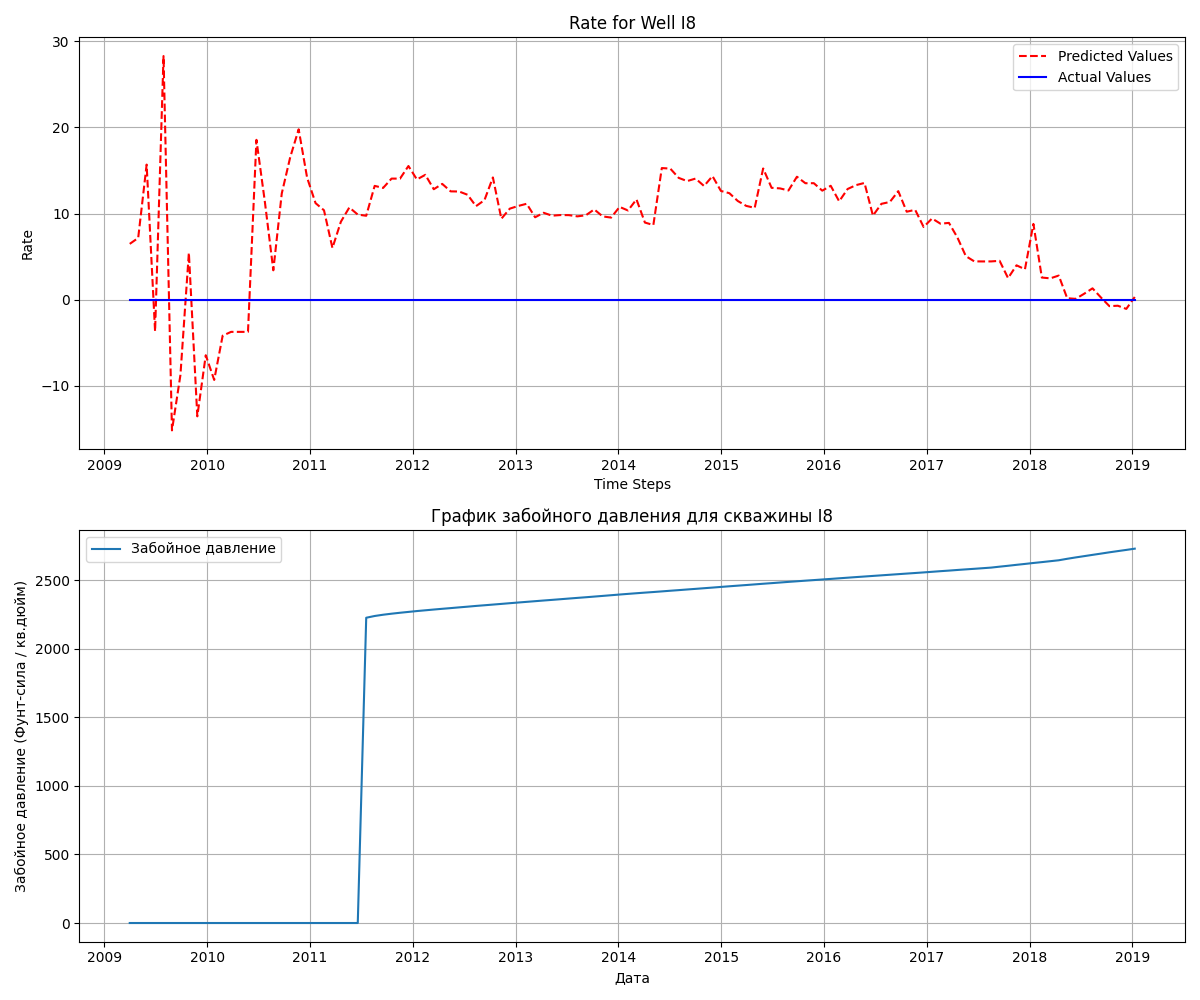 Rate for Well I8
30
20
10
0
−10
Rate
Predicted Values
Actual Values
2009 2010 2011 2012 2013 2014 2015 2016 2017 2018 2019
Time Steps
График забойного давления для скважины I8
Забойное давление
2500
2000
1500
1000
500
0
Забойное давление (Фунт-сила / кв.дюйм)
2009 2010 2011 2012 2013 2014 2015 2016 2017 2018 2019
Дата